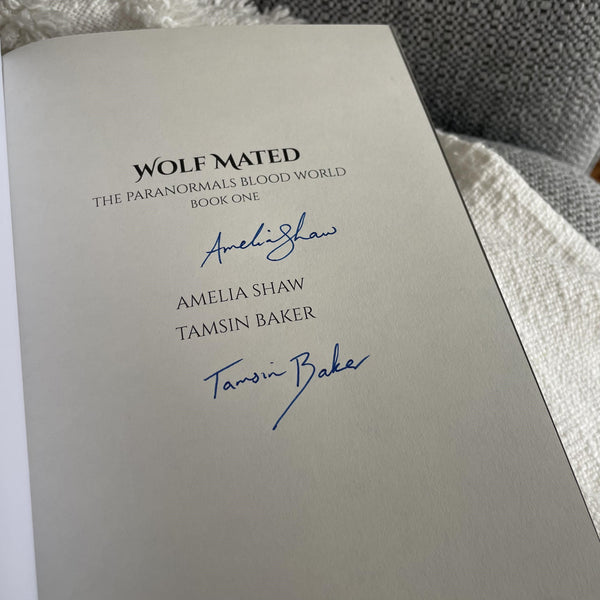 WOLF MATED
THE PARANORMALS BLOOD WORLD
BOOK ONE
Amelia Shaw
AMELIA SHAW
TAMSIN BAKER
Tamsin Baker